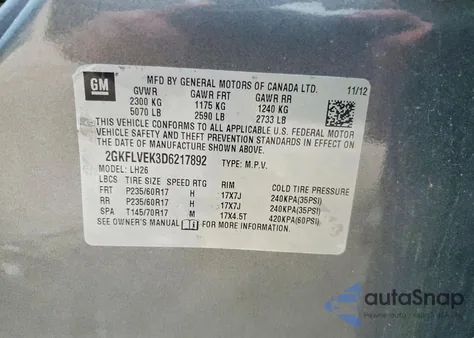 GM
MFD BY GENERAL MOTORS OF CANADA LTD.
11/12
GVWR GAWR FRT GAWR RR
2300 KG 1175 KG 1240 KG
5070 LB 2590 LB 2733 LB
THIS VEHICLE CONFORMS TO ALL APPLICABLE U.S. FEDERAL MOTOR
VEHICLE SAFETY AND THEFT PREVENTION STANDARDS IN EFFECT ON
THE DATE OF MANUFACTURE SHOWN ABOVE.
2GKFLVEK3D6217892 TYPE: M.P.V.
MODEL: LH26
LBCS TIRE SIZE SPEED RTG RIM COLD TIRE PRESSURE
FRT P235/60R17 H 17X7J 240KPA(35PSI)
RR P235/60R17 H 17X7J 240KPA(35PSI)
SPA T145/70R17 M 17X4.5T 420KPA(60PSI)
SEE OWNER'S MANUAL FOR MORE INFORMATION.
autaSnap